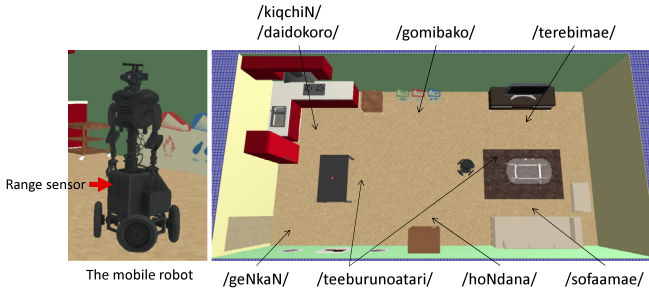 /kiqchiN/
/daidokoro/
/gomibako/
/terebimae/
Range sensor
The mobile robot
/geNkaN/
/teeburunoatari/
/hoNdana/
/sofaamae/